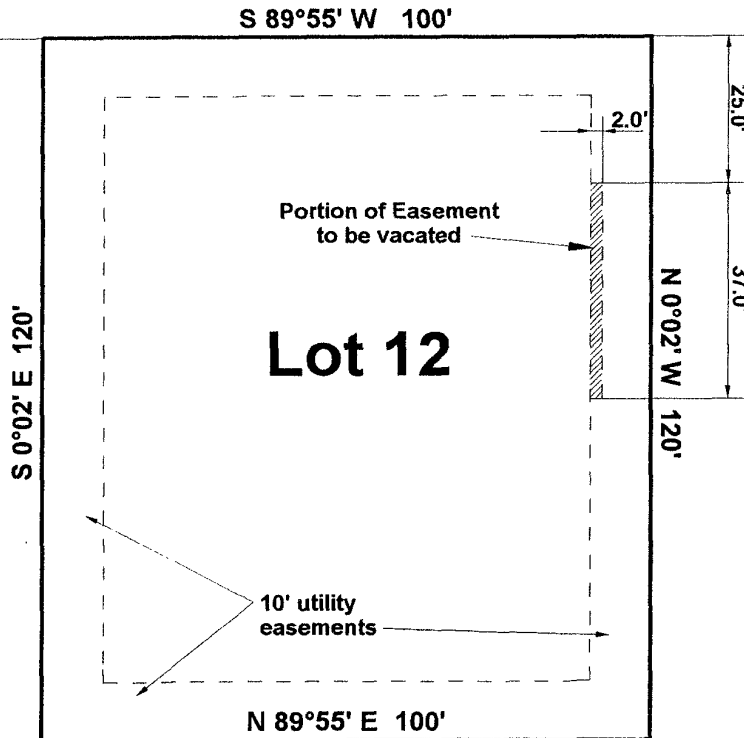 S 89°55' W 100'
25.0'
2.0'
Portion of Easement
to be vacated
37.0'
N 0°02' W 120'
Lot 12
S 0°02' E 120'
10' utility
easements
N 89°55' E 100'